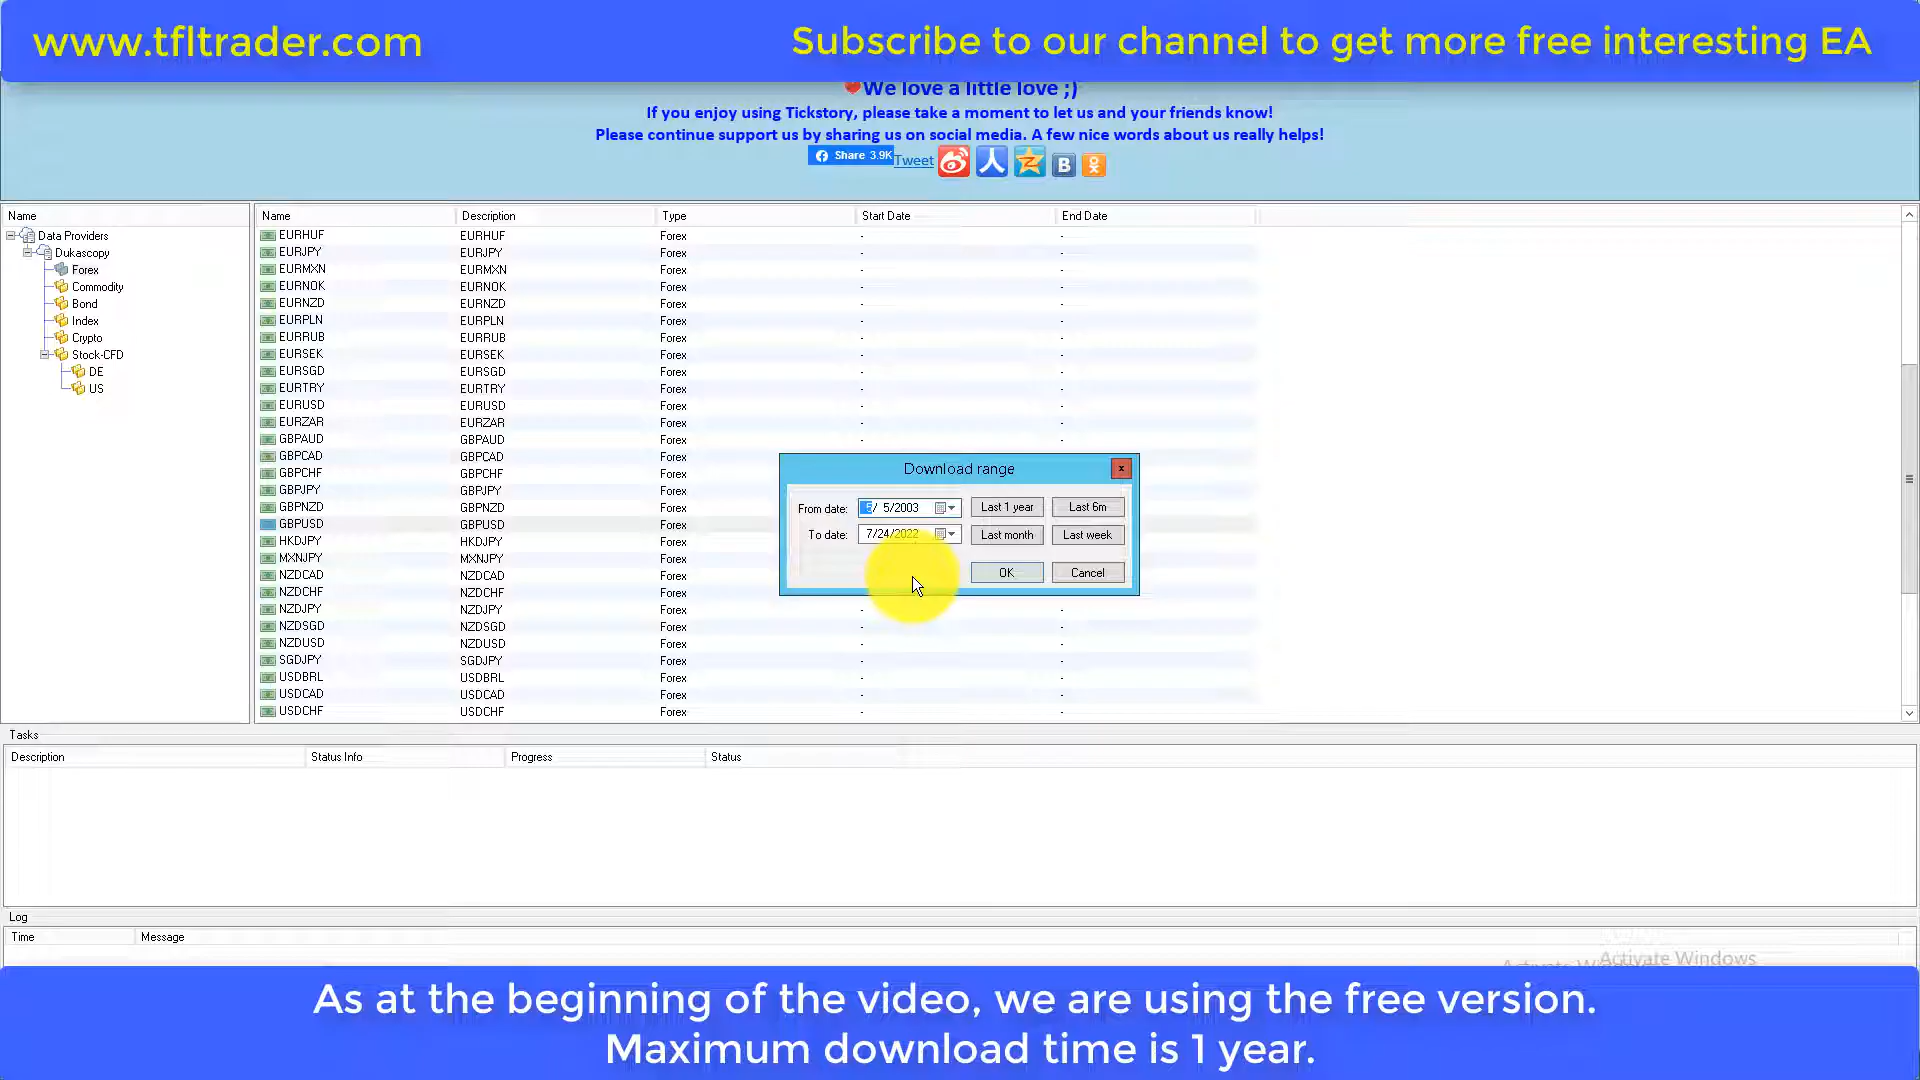 www.tfltrader.com
Subscribe to our channel to get more free interesting EA
We love a little love ;)
If you enjoy using Tickstory, please take a moment to let us and your friends know!
Please continue support us by sharing us on social media. A few nice words about us really helps!
Share 3.9K Tweet
Name
Data Providers
Dukascopy
Forex
Commodity
Bond
Index
Crypto
Stock-CFD
DE
US
Name Description Type Start Date End Date
EURHUF EURHUF Forex - -
EURJPY EURJPY Forex - -
EURMXN EURMXN Forex - -
EURNOK EURNOK Forex - -
EURNZD EURNZD Forex - -
EURPLN EURPLN Forex - -
EURRUB EURRUB Forex - -
EURSEK EURSEK Forex - -
EURSGD EURSGD Forex - -
EURTRY EURTRY Forex - -
EURUSD EURUSD Forex - -
EURZAR EURZAR Forex - -
GBPAUD GBPAUD Forex - -
GBPCAD GBPCAD Forex
GBPCHF GBPCHF Forex
GBPJPY GBPJPY Forex
GBPNZD GBPNZD Forex
GBPUSD GBPUSD Forex
HKDJPY HKDJPY Forex
MXNJPY MXNJPY Forex
NZDCAD NZDCAD Forex
NZDCHF NZDCHF Forex
NZDJPY NZDJPY Forex - -
NZDSGD NZDSGD Forex - -
NZDUSD NZDUSD Forex - -
SGDJPY SGDJPY Forex - -
USDBRL USDBRL Forex - -
USDCAD USDCAD Forex - -
USDCHF USDCHF Forex - -
Download range
x
From date: 5/ 5/2003 Last 1 year Last 6m
To date: 7/24/2022 Last month Last week
OK Cancel
Tasks
Description Status Info Progress Status
Log
Time Message
Activate Windows
As at the beginning of the video, we are using the free version.
Maximum download time is 1 year.